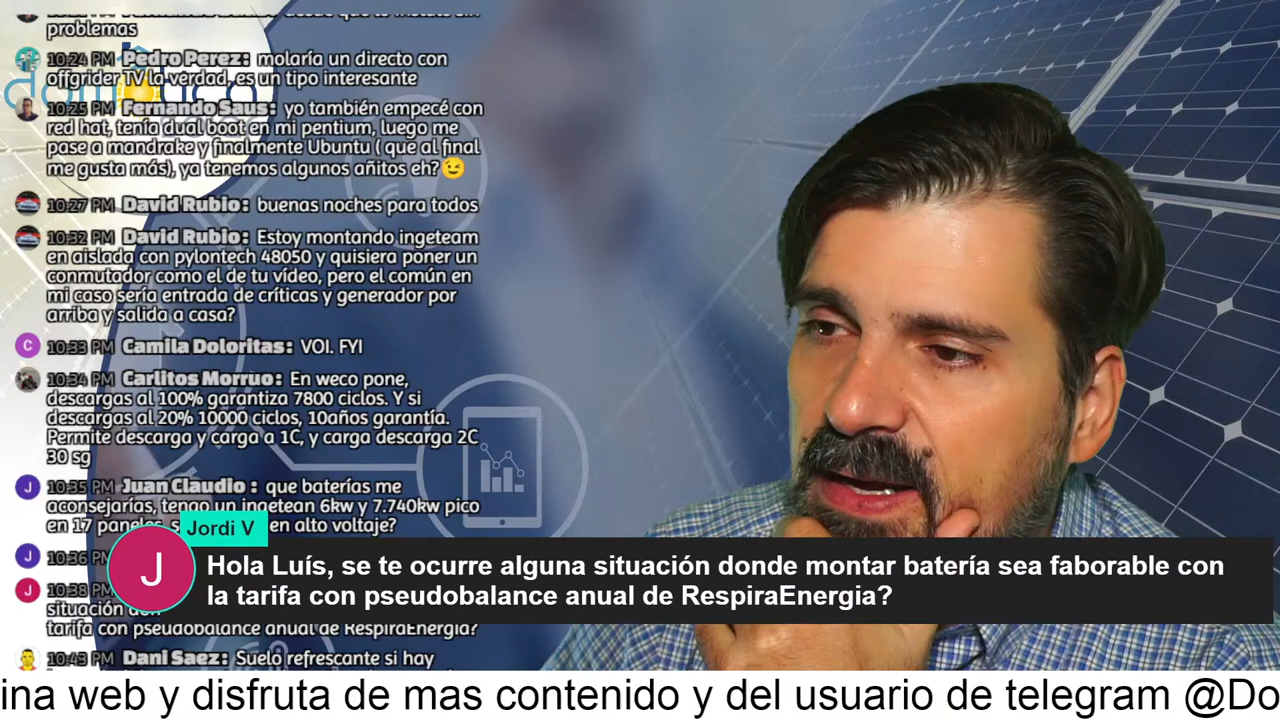 problemas
10:24 PM Pedro Perez: molaría un directo con
offgrider TV la verdad, es un tipo interesante
10:25 PM Fernando Saus: yo también empecé con
red hat, tenía dual boot en mi pentium, luego me
pase a mandrake y finalmente Ubuntu ( que al final
me gusta más), ya tenemos algunos añitos eh?😉
10:27 PM David Rubio: buenas noches para todos
10:32 PM David Rubio: Estoy montando ingeteam
en aislada con pylontech 48050 y quisiera poner un
conmutador como el de tu vídeo, pero el común en
mi caso sería entrada de críticas y generador por
arriba y salida a casa?
C 10:33 PM Camila Doloritas: VOI. FYI
10:34 PM Carlitos Morruo: En weco pone,
descargas al 100% garantiza 7800 ciclos. Y si
descargas al 20% 10000 ciclos, 10años garantía.
Permite descarga y carga a 1C, y carga descarga 2C
30 sg
J 10:35 PM Juan Claudio : que baterías me
aconsejarías, tengo un ingetean 6kw y 7.740kw pico
en 17 paneles, en alto voltaje?
J 10:36 PM
J 10:38 PM
situación
tarifa con pseudobalance anual de RespiraEnergia?
10:43 PM Dani Saez: Suelo refrescante si hay
Jordi V
J
Hola Luís, se te ocurre alguna situación donde montar batería sea faborable con
la tarifa con pseudobalance anual de RespiraEnergia?
ina web y disfruta de mas contenido y del usuario de telegram @Do